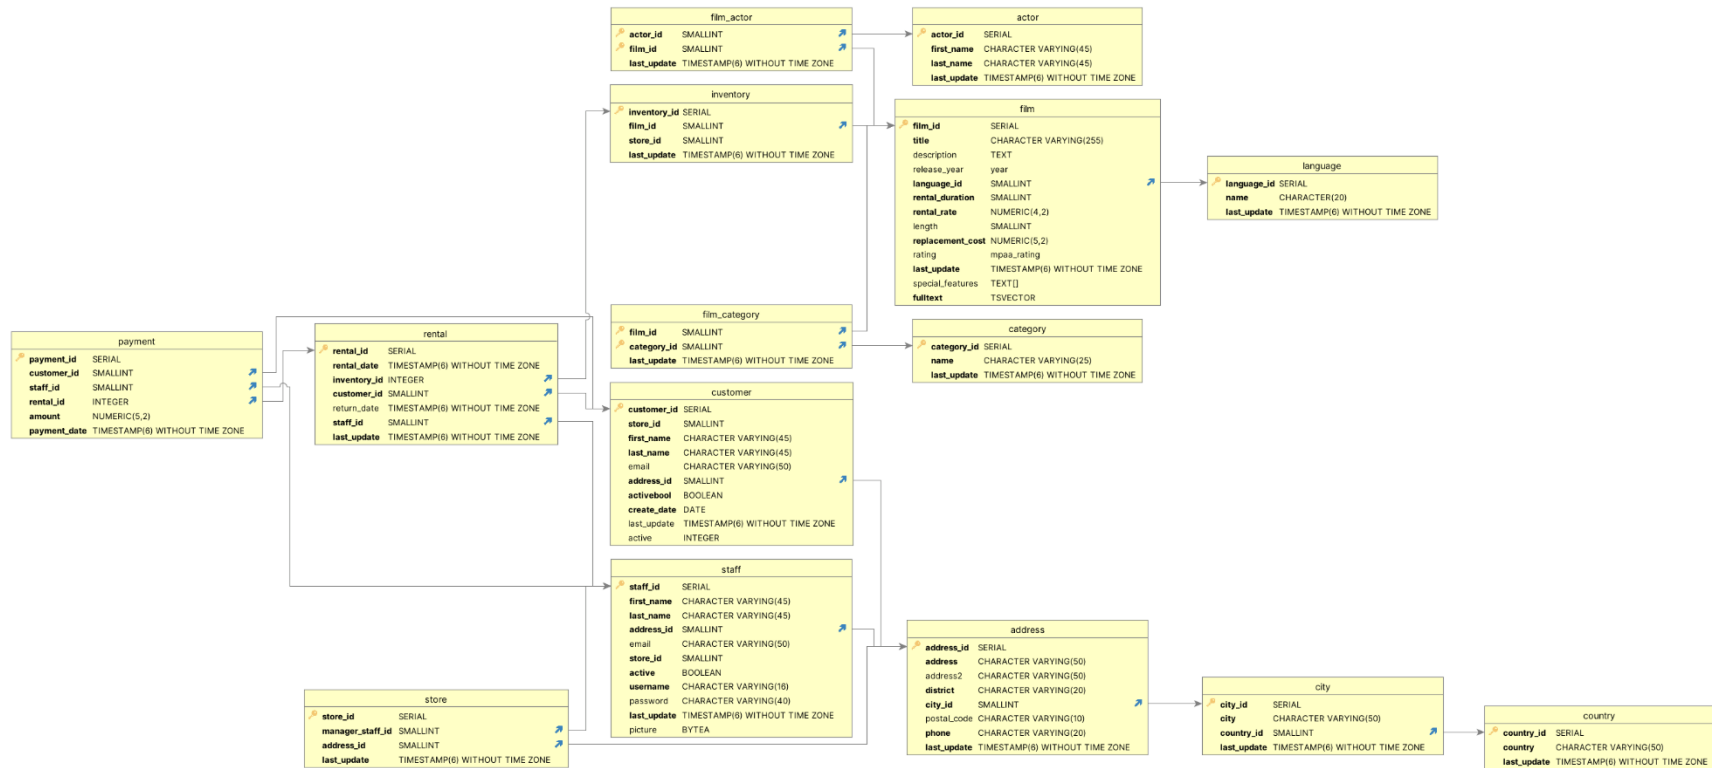 film_actor
actor_id SMALLINT
film_id SMALLINT
last_update TIMESTAMP(6) WITHOUT TIME ZONE
actor
actor_id SERIAL
first_name CHARACTER VARYING(45)
last_name CHARACTER VARYING(45)
last_update TIMESTAMP(6) WITHOUT TIME ZONE
inventory
inventory_id SERIAL
film_id SMALLINT
store_id SMALLINT
last_update TIMESTAMP(6) WITHOUT TIME ZONE
film
film_id SERIAL
title CHARACTER VARYING(255)
description TEXT
release_year year
language_id SMALLINT
rental_duration SMALLINT
rental_rate NUMERIC(4,2)
length SMALLINT
replacement_cost NUMERIC(5,2)
rating mpaa_rating
last_update TIMESTAMP(6) WITHOUT TIME ZONE
special_features TEXT[]
fulltext TSVECTOR
language
language_id SERIAL
name CHARACTER(20)
last_update TIMESTAMP(6) WITHOUT TIME ZONE
film_category
film_id SMALLINT
category_id SMALLINT
last_update TIMESTAMP(6) WITHOUT TIME ZONE
category
category_id SERIAL
name CHARACTER VARYING(25)
last_update TIMESTAMP(6) WITHOUT TIME ZONE
payment
payment_id SERIAL
customer_id SMALLINT
staff_id SMALLINT
rental_id INTEGER
amount NUMERIC(5,2)
payment_date TIMESTAMP(6) WITHOUT TIME ZONE
rental
rental_id SERIAL
rental_date TIMESTAMP(6) WITHOUT TIME ZONE
inventory_id INTEGER
customer_id SMALLINT
return_date TIMESTAMP(6) WITHOUT TIME ZONE
staff_id SMALLINT
last_update TIMESTAMP(6) WITHOUT TIME ZONE
customer
customer_id SERIAL
store_id SMALLINT
first_name CHARACTER VARYING(45)
last_name CHARACTER VARYING(45)
email CHARACTER VARYING(50)
address_id SMALLINT
activebool BOOLEAN
create_date DATE
last_update TIMESTAMP(6) WITHOUT TIME ZONE
active INTEGER
staff
staff_id SERIAL
first_name CHARACTER VARYING(45)
last_name CHARACTER VARYING(45)
address_id SMALLINT
email CHARACTER VARYING(50)
store_id SMALLINT
active BOOLEAN
username CHARACTER VARYING(16)
password CHARACTER VARYING(40)
last_update TIMESTAMP(6) WITHOUT TIME ZONE
picture BYTEA
store
store_id SERIAL
manager_staff_id SMALLINT
address_id SMALLINT
last_update TIMESTAMP(6) WITHOUT TIME ZONE
address
address_id SERIAL
address CHARACTER VARYING(50)
address2 CHARACTER VARYING(50)
district CHARACTER VARYING(20)
city_id SMALLINT
postal_code CHARACTER VARYING(10)
phone CHARACTER VARYING(20)
last_update TIMESTAMP(6) WITHOUT TIME ZONE
city
city_id SERIAL
city CHARACTER VARYING(50)
country_id SMALLINT
last_update TIMESTAMP(6) WITHOUT TIME ZONE
country
country_id SERIAL
country CHARACTER VARYING(50)
last_update TIMESTAMP(6) WITHOUT TIME ZONE